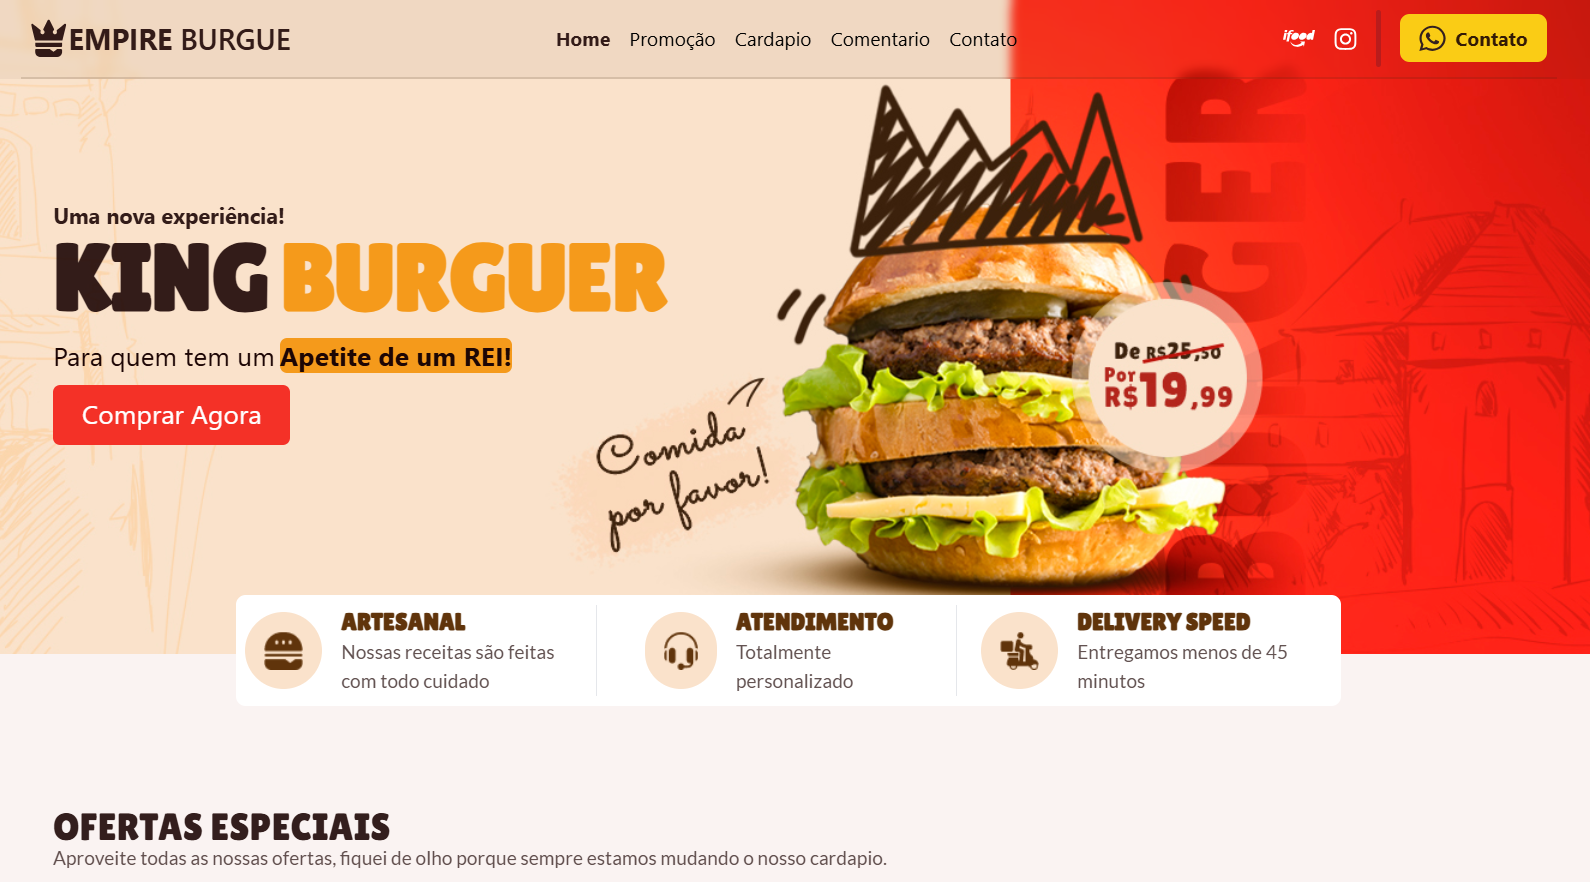 EMPIRE BURGUE
Home Promoção Cardapio Comentario Contato
ifood
Contato
BURGER
Uma nova experiência!
KING BURGUER
Para quem tem um Apetite de um REI!
Comprar Agora
Comida
por favor!
De R$25,50
Por
R$19,99
ARTESANAL
Nossas receitas são feitas
com todo cuidado
ATENDIMENTO
Totalmente
personalizado
DELIVERY SPEED
Entregamos menos de 45
minutos
OFERTAS ESPECIAIS
Aproveite todas as nossas ofertas, fiquei de olho porque sempre estamos mudando o nosso cardapio.